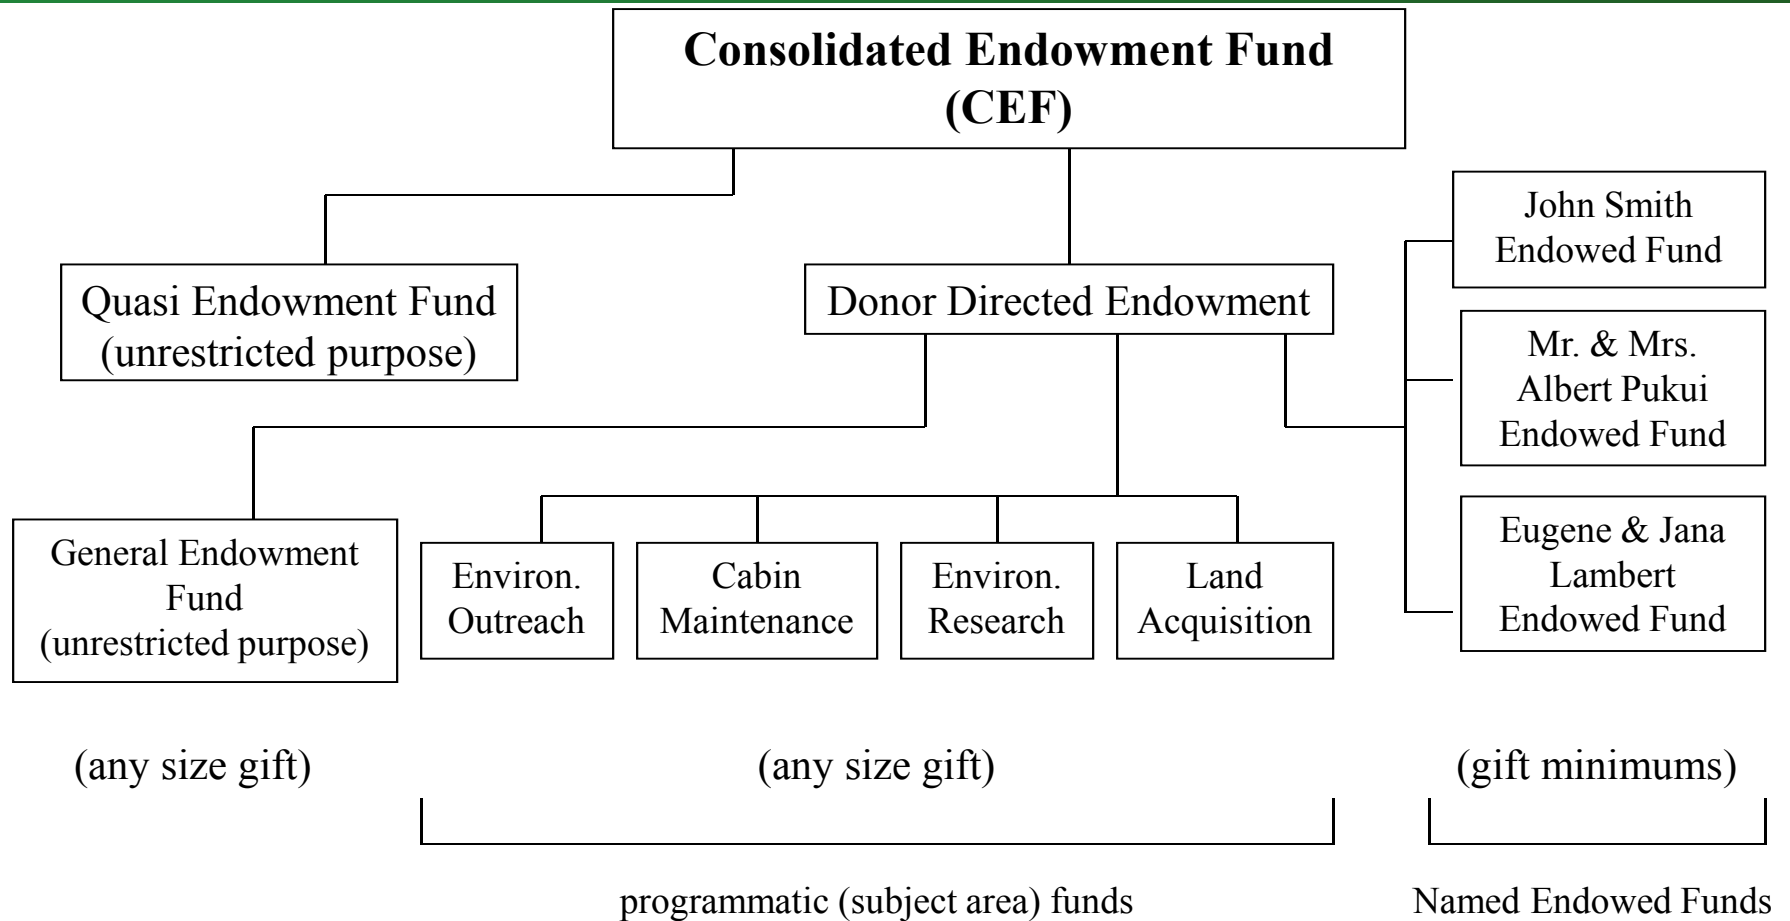 Consolidated Endowment Fund
(CEF)
Quasi Endowment Fund
(unrestricted purpose)
Donor Directed Endowment
John Smith
Endowed Fund
Mr. & Mrs.
Albert Pukui
Endowed Fund
Eugene & Jana
Lambert
Endowed Fund
General Endowment
Fund
(unrestricted purpose)
Environ.
Outreach
Cabin
Maintenance
Environ.
Research
Land
Acquisition
(any size gift)
(any size gift)
(gift minimums)
programmatic (subject area) funds
Named Endowed Funds